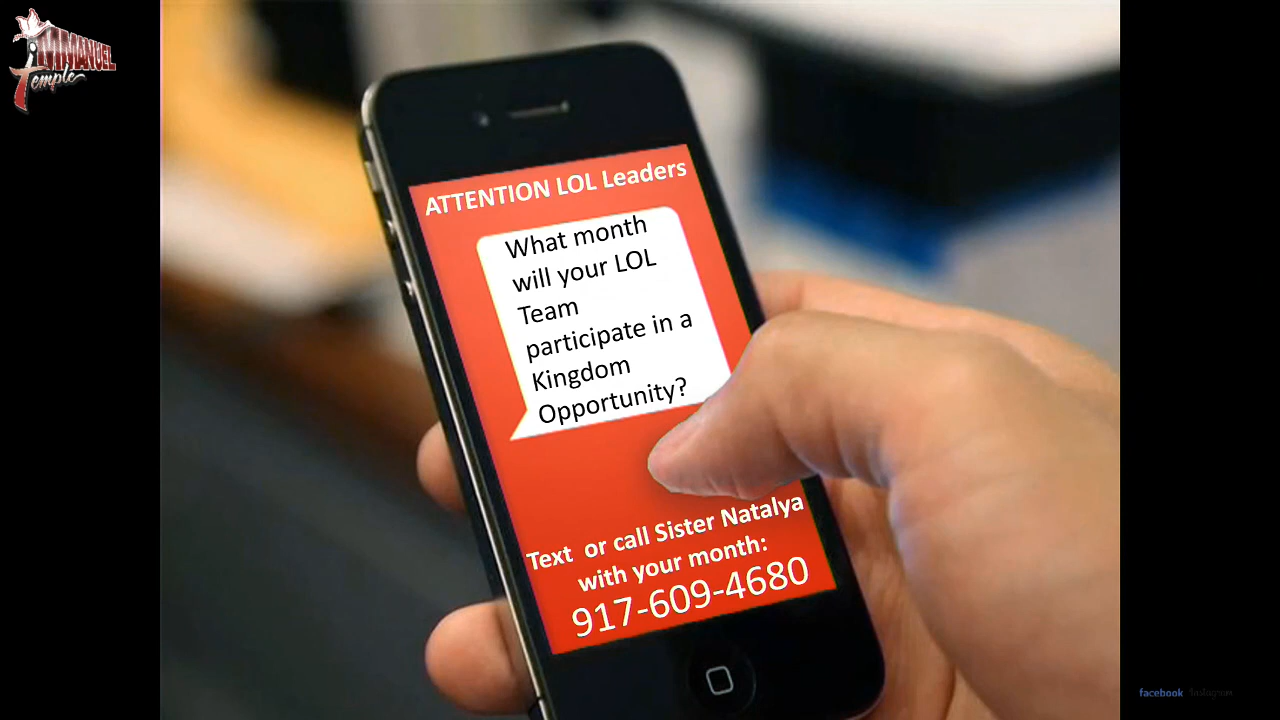 iMMANUEL
Temple
ATTENTION LOL Leaders
What month
will your LOL
Team
participate in a
Kingdom
Opportunity?
Text or call Sister Natalya
with your month:
917-609-4680
facebook Instagram